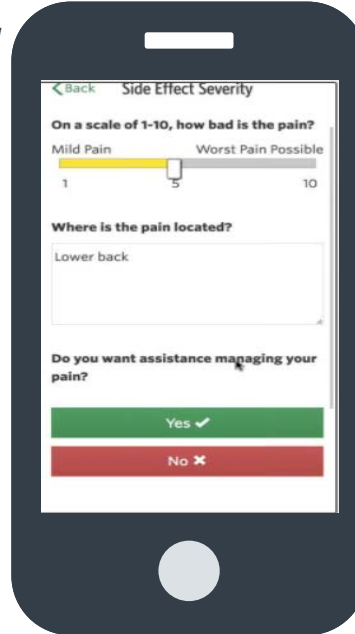 Back Side Effect Severity
On a scale of 1-10, how bad is the pain?
Mild Pain Worst Pain Possible
1 5 10
Where is the pain located?
Lower back
Do you want assistance managing your
pain?
Yes ✔
No ✖